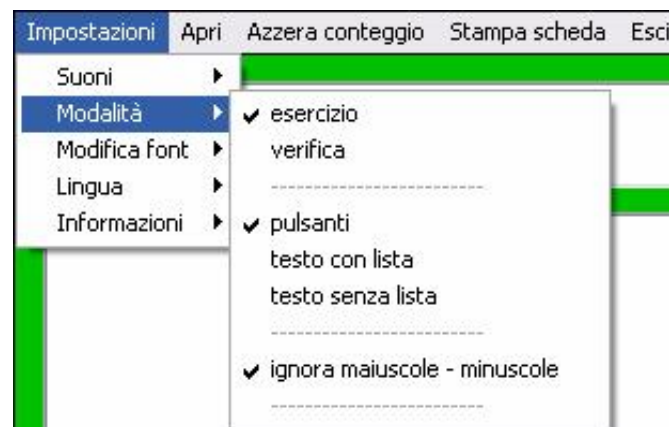 Impostazioni Apri Azzera conteggio Stampa scheda Esci
Suoni
Modalità
Modifica font
Lingua
Informazioni
esercizio
verifica
pulsanti
testo con lista
testo senza lista
ignora maiuscole - minuscole